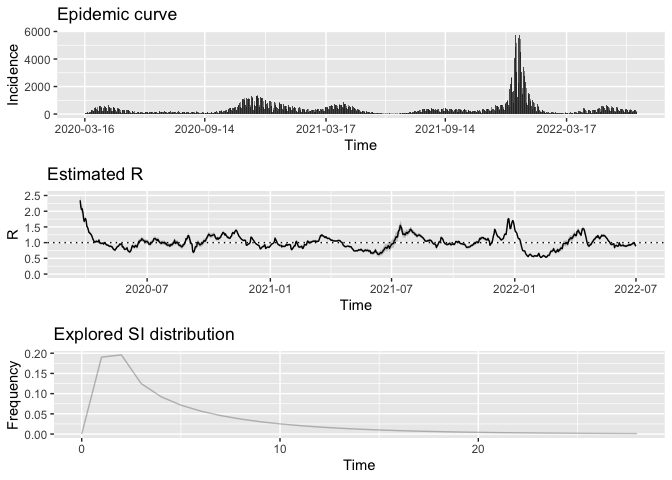 Epidemic curve
Incidence
6000
4000
2000
0
2020-03-16 2020-09-14 2021-03-17 2021-09-14 2022-03-17
Time
Estimated R
R
2.5
2.0
1.5
1.0
0.5
0.0
2020-07 2021-01 2021-07 2022-01 2022-07
Time
Explored SI distribution
Frequency
0.20
0.15
0.10
0.05
0.00
0 10 20
Time